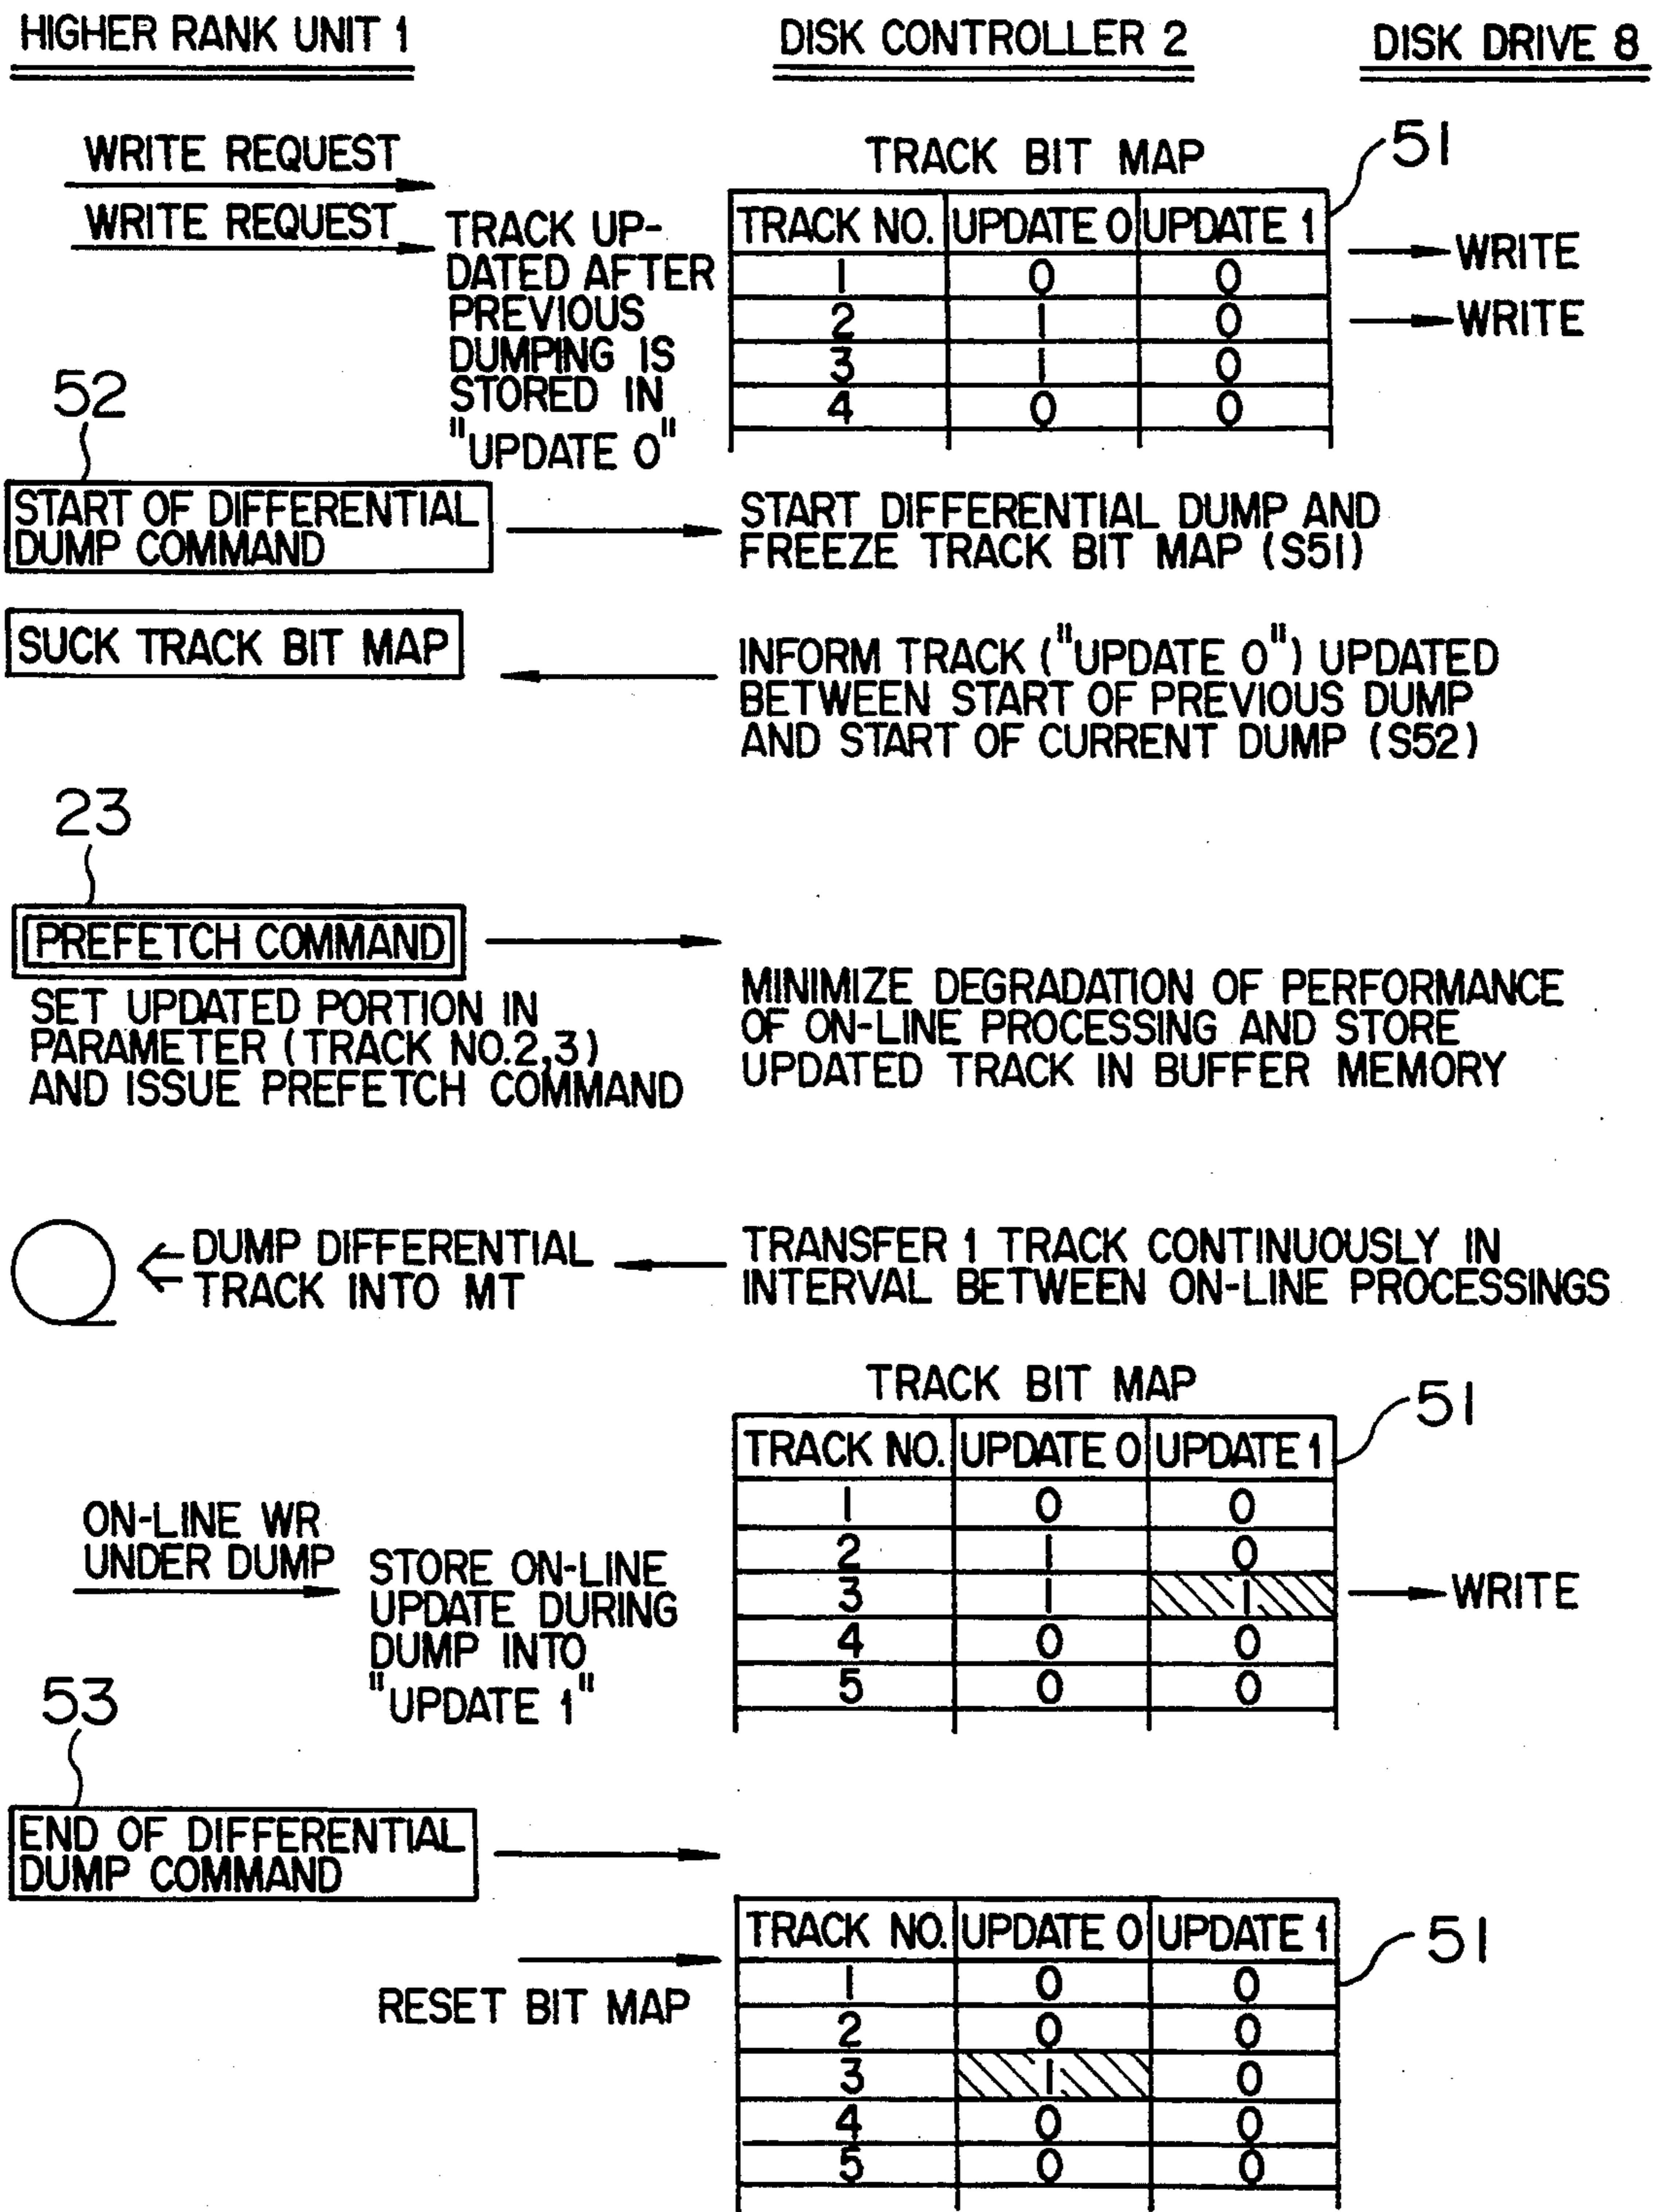 HIGHER RANK UNIT 1
DISK CONTROLLER 2
DISK DRIVE 8
WRITE REQUEST
WRITE REQUEST
TRACK UP-
DATED AFTER
PREVIOUS
DUMPING IS
STORED IN
"UPDATE 0"
TRACK BIT MAP
51
TRACK NO. UPDATE 0 UPDATE 1
1 0 0
2 1 0
3 1 0
4 0 0
WRITE
WRITE
52
START OF DIFFERENTIAL
DUMP COMMAND
START DIFFERENTIAL DUMP AND
FREEZE TRACK BIT MAP (S51)
SUCK TRACK BIT MAP
INFORM TRACK ("UPDATE 0") UPDATED
BETWEEN START OF PREVIOUS DUMP
AND START OF CURRENT DUMP (S52)
23
PREFETCH COMMAND
SET UPDATED PORTION IN
PARAMETER (TRACK NO.2,3)
AND ISSUE PREFETCH COMMAND
MINIMIZE DEGRADATION OF PERFORMANCE
OF ON-LINE PROCESSING AND STORE
UPDATED TRACK IN BUFFER MEMORY
DUMP DIFFERENTIAL
TRACK INTO MT
TRANSFER 1 TRACK CONTINUOUSLY IN
INTERVAL BETWEEN ON-LINE PROCESSINGS
TRACK BIT MAP
51
TRACK NO. UPDATE 0 UPDATE 1
1 0 0
2 1 0
3 1 1
4 0 0
5 0 0
WRITE
ON-LINE WR
UNDER DUMP
STORE ON-LINE
UPDATE DURING
DUMP INTO
"UPDATE 1"
53
END OF DIFFERENTIAL
DUMP COMMAND
RESET BIT MAP
51
TRACK NO. UPDATE 0 UPDATE 1
1 0 0
2 0 0
3 1 0
4 0 0
5 0 0